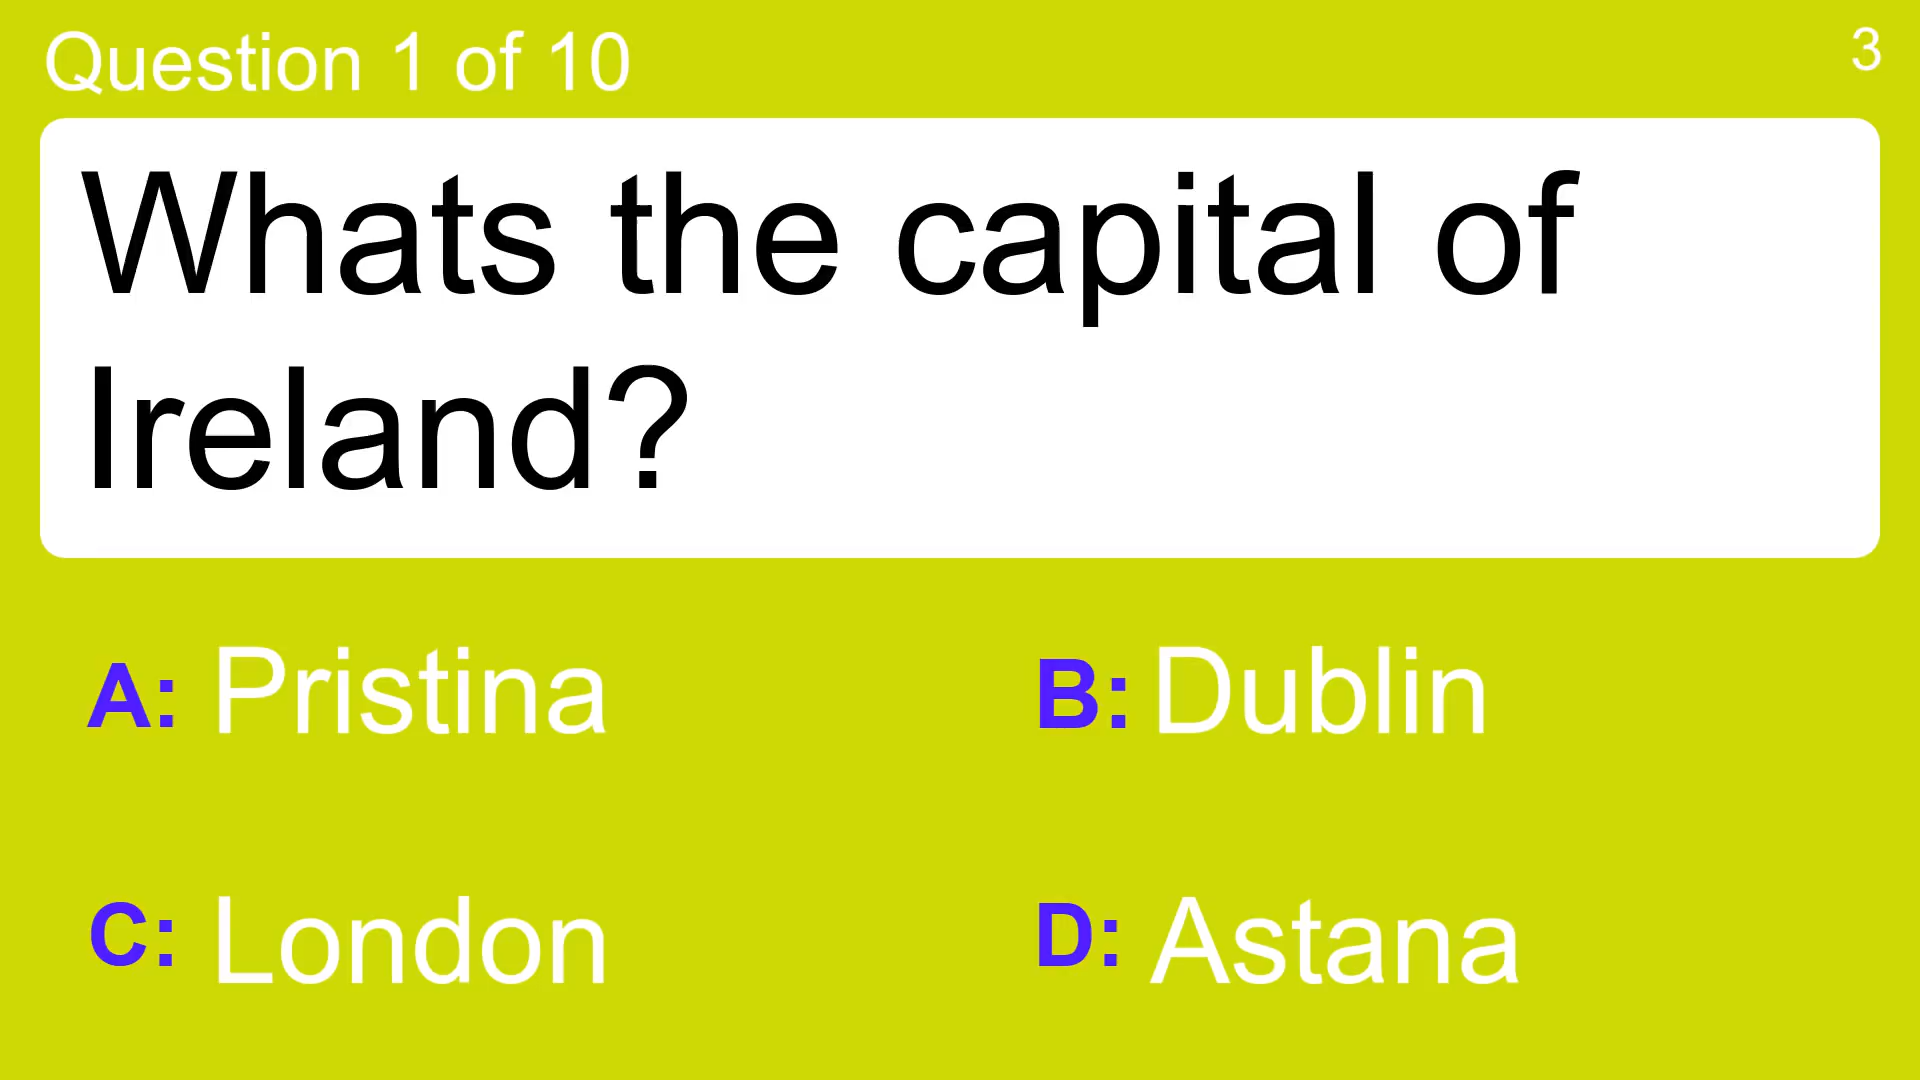 Question 1 of 10
3
Whats the capital of
Ireland?
A: Pristina
B: Dublin
C: London
D: Astana